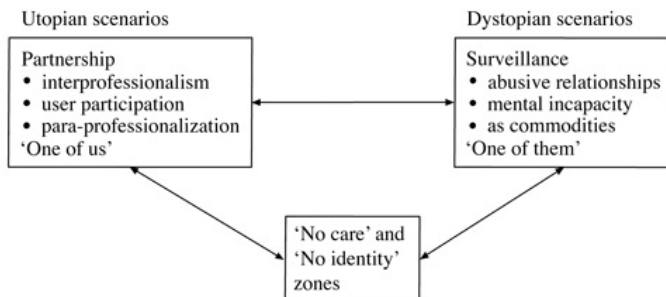 Utopian scenarios
Partnership
• interprofessionalism
• user participation
• para-professionalization
‘One of us’
Dystopian scenarios
Surveillance
• abusive relationships
• mental incapacity
• as commodities
‘One of them’
‘No care’ and
‘No identity’
zones